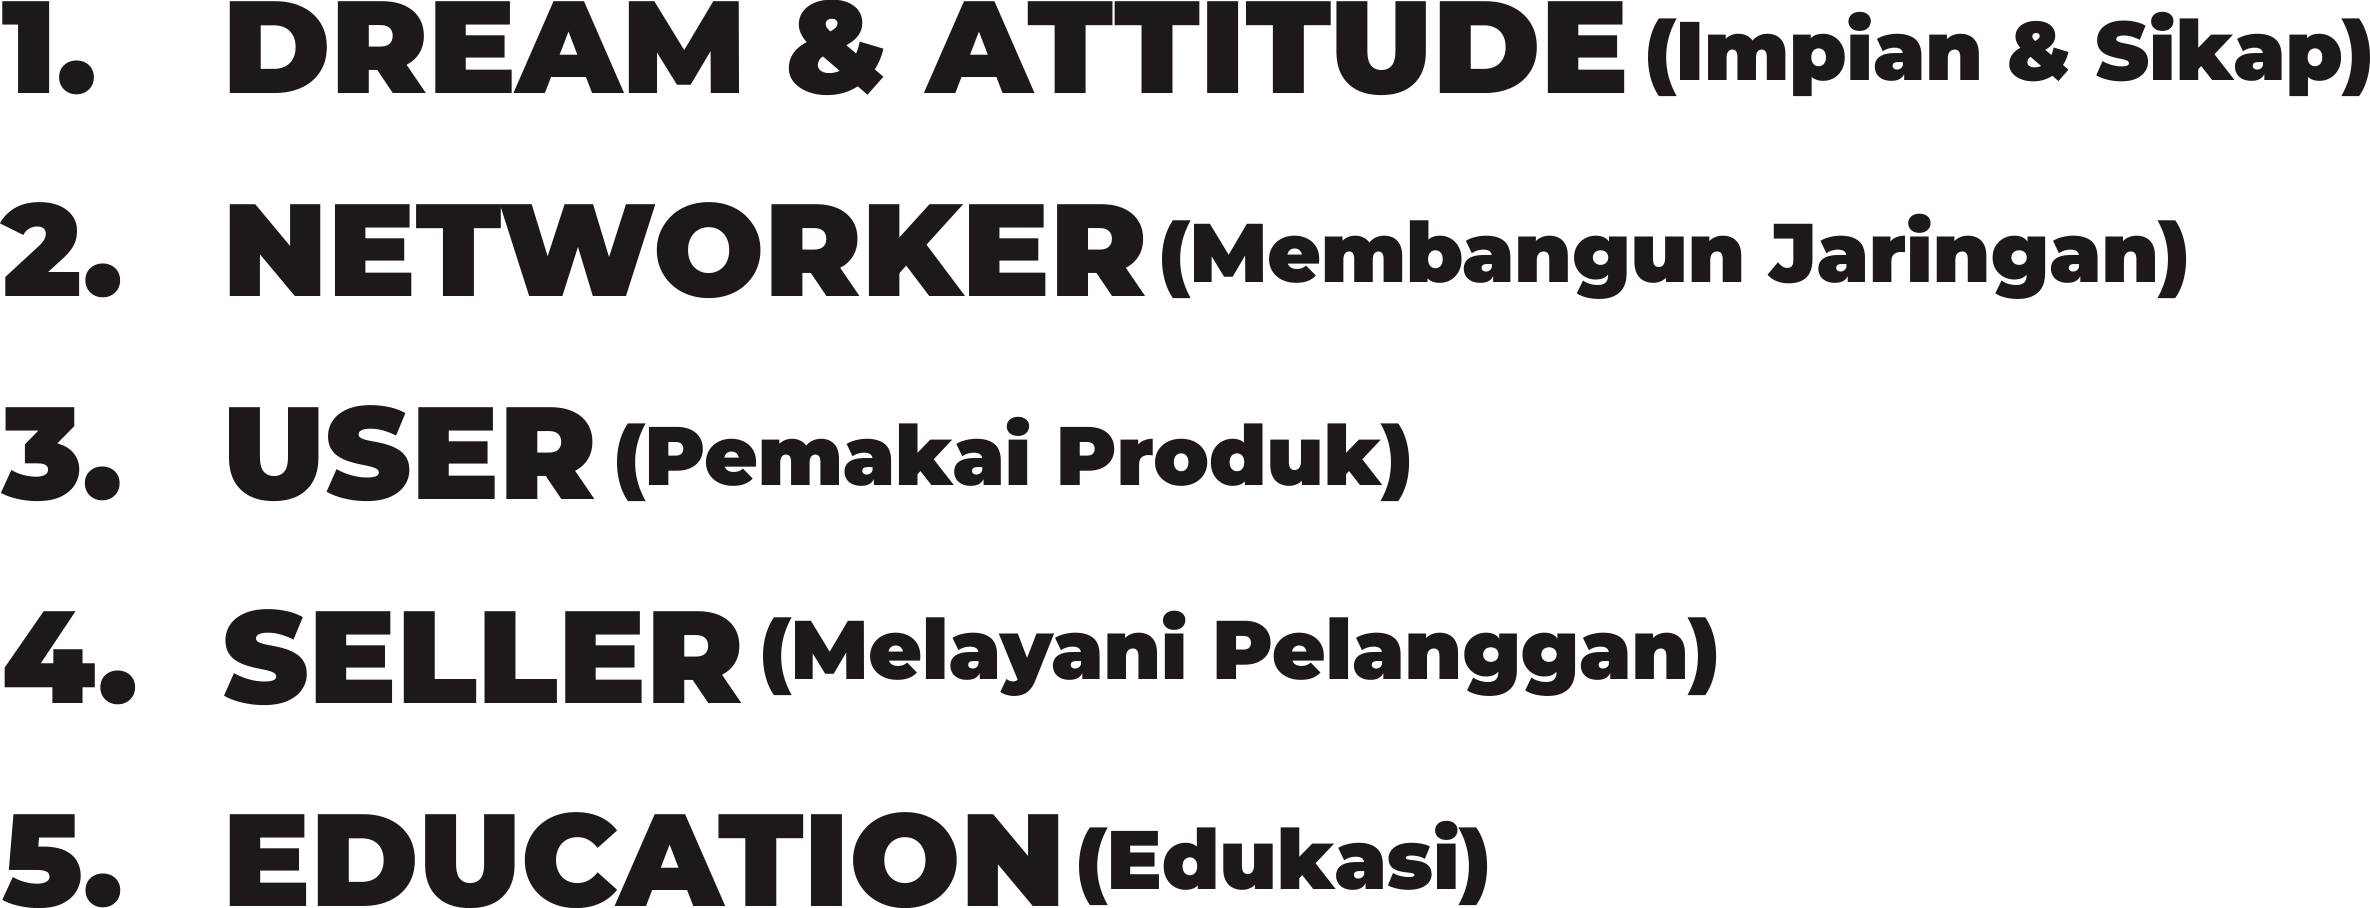 1. DREAM & ATTITUDE (Impian & Sikap)
2. NETWORKER (Membangun Jaringan)
3. USER (Pemakai Produk)
4. SELLER (Melayani Pelanggan)
5. EDUCATION (Edukasi)